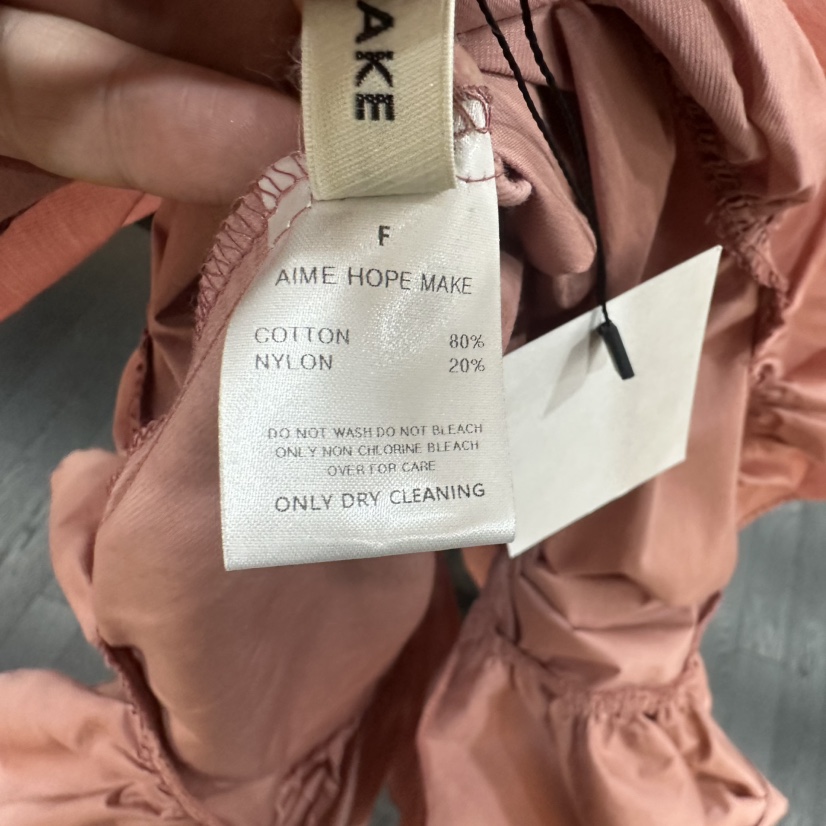 AKE
F
AIME HOPE MAKE
COTTON 80%
NYLON 20%
DO NOT WASH DO NOT BLEACH
ONLY NON CHLORINE BLEACH
OVER FOR CARE
ONLY DRY CLEANING